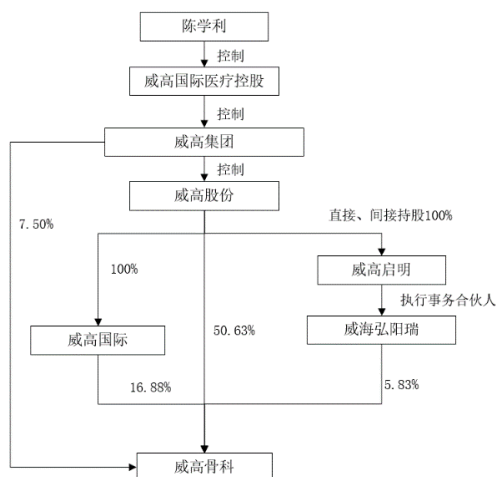 陈学利
控制
威高国际医疗控股
控制
威高集团
控制
威高股份
7.50%
直接、间接持股100%
100%
威高启明
执行事务合伙人
50.63%
威高国际
威海弘阳瑞
16.88%
5.83%
威高骨科